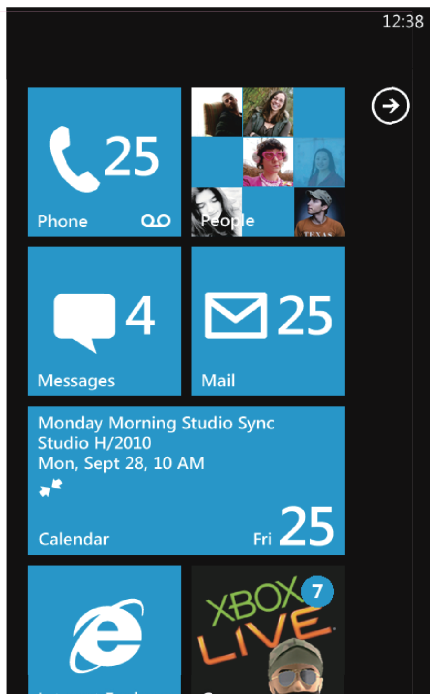 12:38
25
Phone
People
TEXAS
4
Messages
25
Mail
Monday Morning Studio Sync
Studio H/2010
Mon, Sept 28, 10 AM
Calendar
Fri 25
XBOX
LIVE
7